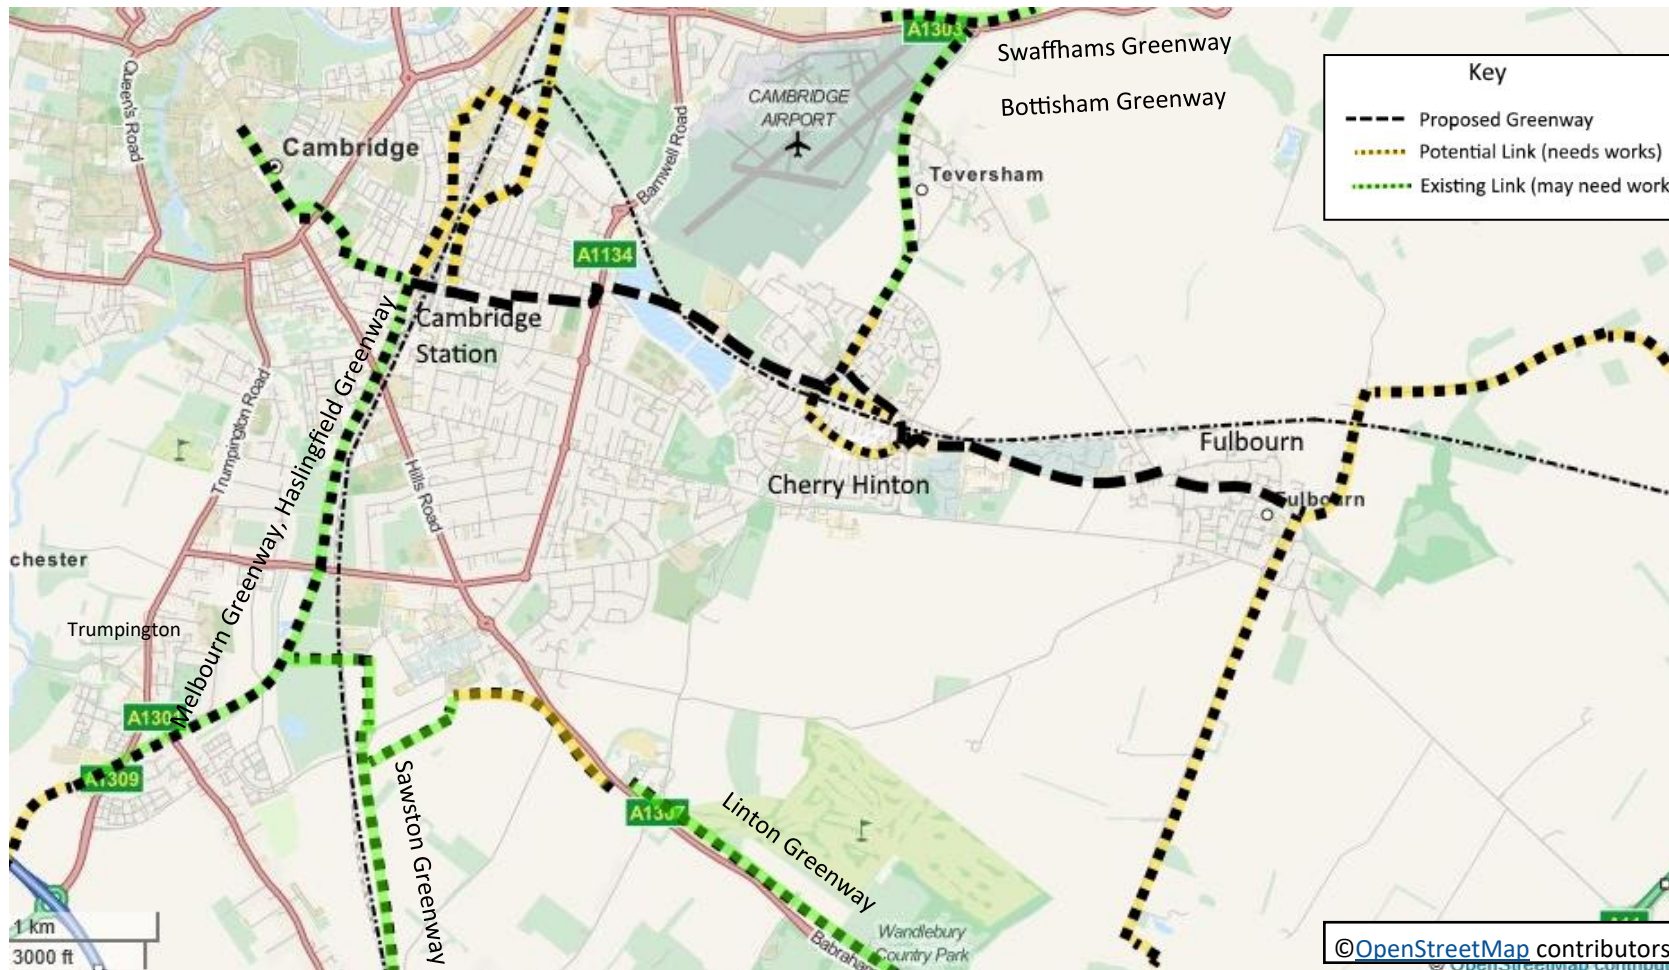 A1303
Swaffhams Greenway
Bottisham Greenway
Key
Proposed Greenway
Potential Link (needs works)
Existing Link (may need work
Queen's Road
CAMBRIDGE
AIRPORT
Cambridge
Barnwell Road
Teversham
A1134
Cambridge
Station
Melbourn Greenway, Haslingfield Greenway
Trumpington Road
Hills Road
Cherry Hinton
Fulbourn
Fulbourn
chester
Trumpington
A1309
Sawston Greenway
A1307
Linton Greenway
Wandlebury
Country Park
Babraham
1 km
3000 ft
©OpenStreetMap contributors